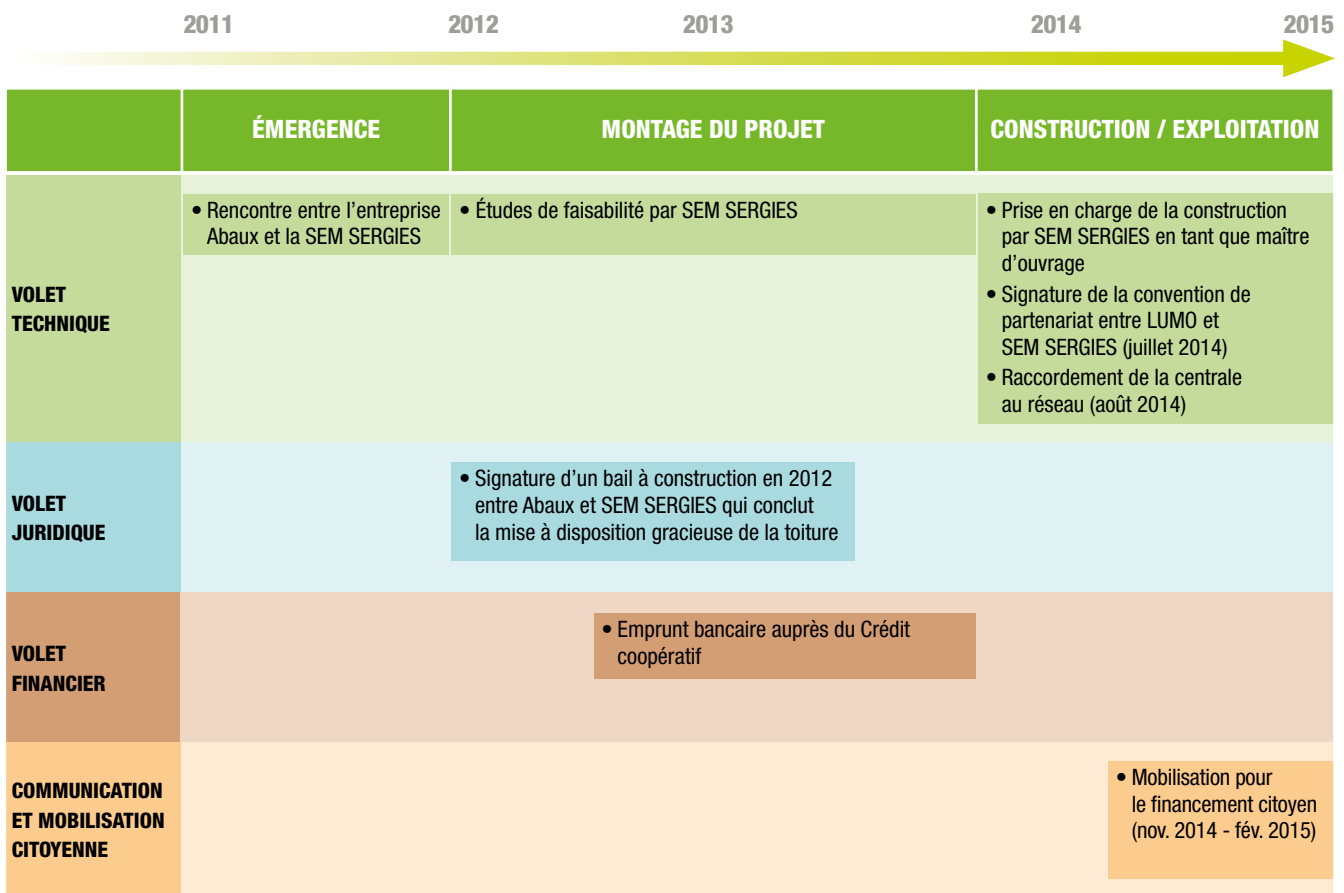 2011 2012 2013 2014 2015
ÉMERGENCE MONTAGE DU PROJET CONSTRUCTION / EXPLOITATION
VOLET
TECHNIQUE
• Rencontre entre l’entreprise
Abaux et la SEM SERGIES
• Études de faisabilité par SEM SERGIES
• Prise en charge de la construction
par SEM SERGIES en tant que maître
d’ouvrage
• Signature de la convention de
partenariat entre LUMO et
SEM SERGIES (juillet 2014)
• Raccordement de la centrale
au réseau (août 2014)
VOLET
JURIDIQUE
• Signature d’un bail à construction en 2012
entre Abaux et SEM SERGIES qui conclut
la mise à disposition gracieuse de la toiture
VOLET
FINANCIER
• Emprunt bancaire auprès du Crédit
coopératif
COMMUNICATION
ET MOBILISATION
CITOYENNE
• Mobilisation pour
le financement citoyen
(nov. 2014 - fév. 2015)